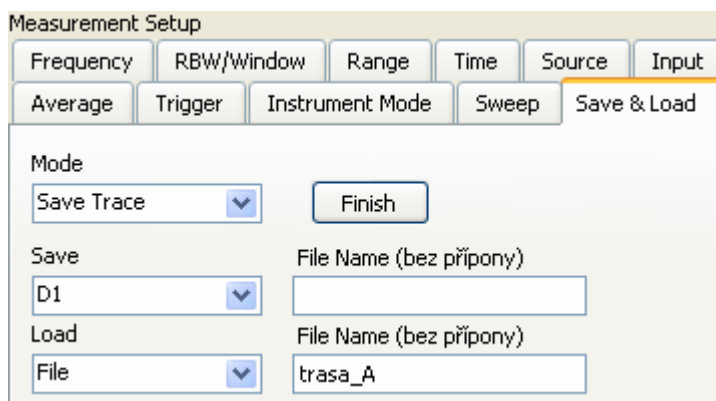 Measurement Setup
Frequency RBW/Window Range Time Source Input
Average Trigger Instrument Mode Sweep Save & Load
Mode
Save Trace Finish
Save File Name (bez přípony)
D1
Load File Name (bez přípony)
File trasa_A